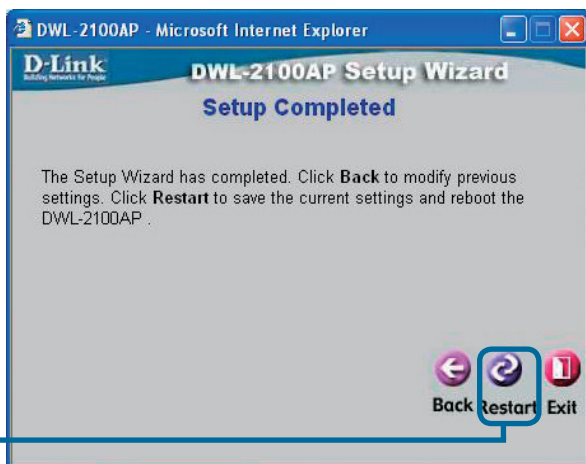 DWL-2100AP - Microsoft Internet Explorer
D-Link
Building Networks for People
DWL-2100AP Setup Wizard
Setup Completed
The Setup Wizard has completed. Click Back to modify previous
settings. Click Restart to save the current settings and reboot the
DWL-2100AP .
Back Restart Exit